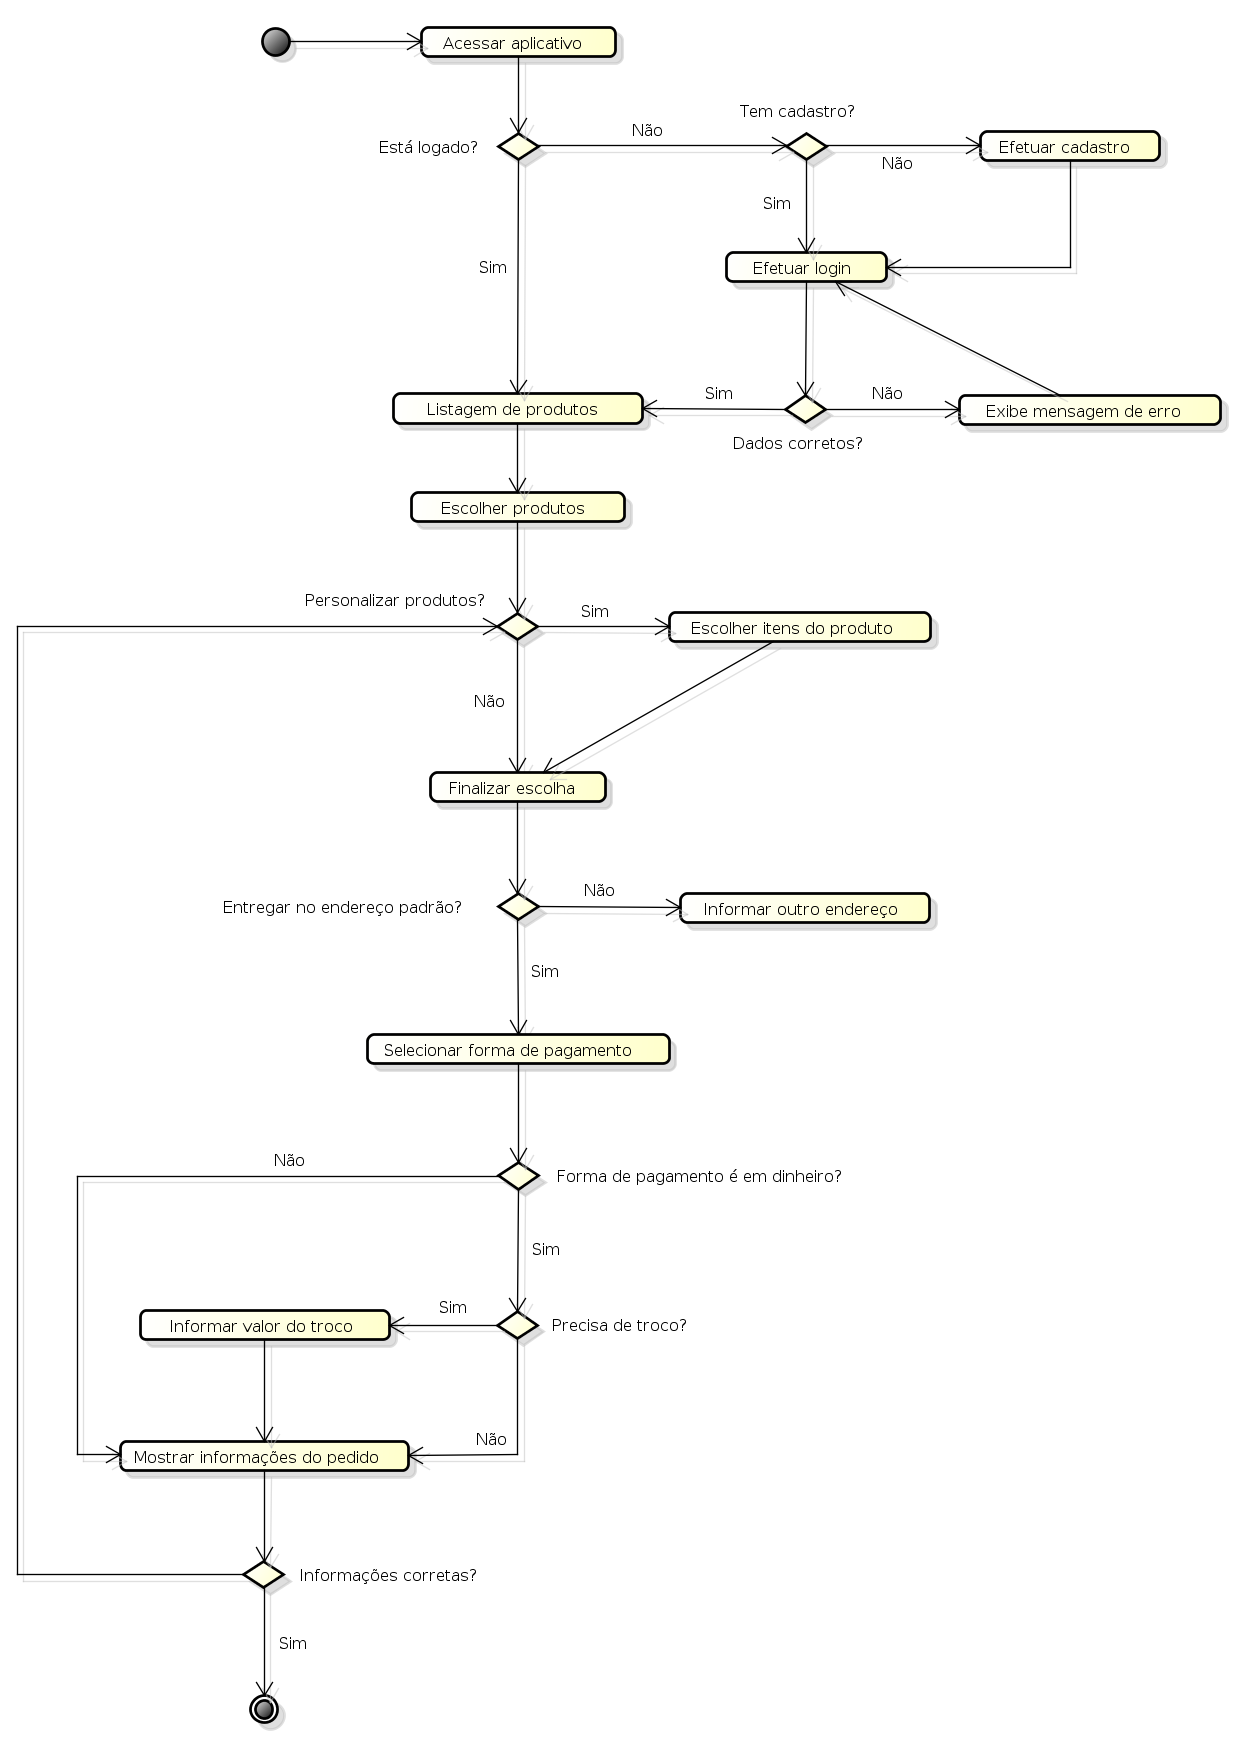 Acessar aplicativo
Tem cadastro?
Não
Está logado?
Efetuar cadastro
Não
Sim
Sim
Efetuar login
Sim
Não
Listagem de produtos
Exibe mensagem de erro
Dados corretos?
Escolher produtos
Personalizar produtos?
Sim
Escolher itens do produto
Não
Finalizar escolha
Não
Entregar no endereço padrão?
Informar outro endereço
Sim
Selecionar forma de pagamento
Não
Forma de pagamento é em dinheiro?
Sim
Sim
Informar valor do troco
Precisa de troco?
Não
Mostrar informações do pedido
Informações corretas?
Sim